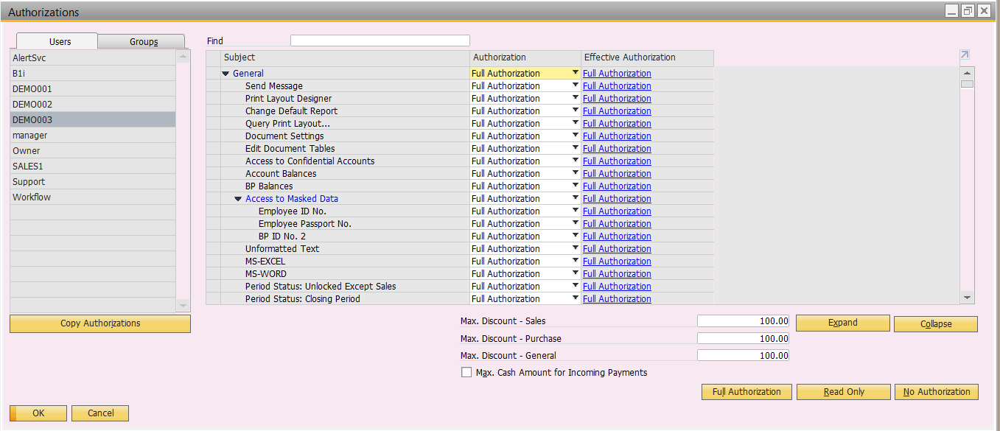 Authorizations
Users Groups
Find
AlertSvc
B1i
DEMO001
DEMO002
DEMO003
manager
Owner
SALES1
Support
Workflow
Copy Authorizations
Subject Authorization Effective Authorization
General Full Authorization Full Authorization
Send Message Full Authorization Full Authorization
Print Layout Designer Full Authorization Full Authorization
Change Default Report Full Authorization Full Authorization
Query Print Layout... Full Authorization Full Authorization
Document Settings Full Authorization Full Authorization
Edit Document Tables Full Authorization Full Authorization
Access to Confidential Accounts Full Authorization Full Authorization
Account Balances Full Authorization Full Authorization
BP Balances Full Authorization Full Authorization
Access to Masked Data Full Authorization Full Authorization
Employee ID No. Full Authorization Full Authorization
Employee Passport No. Full Authorization Full Authorization
BP ID No. 2 Full Authorization Full Authorization
Unformatted Text Full Authorization Full Authorization
MS-EXCEL Full Authorization Full Authorization
MS-WORD Full Authorization Full Authorization
Period Status: Unlocked Except Sales Full Authorization Full Authorization
Period Status: Closing Period Full Authorization Full Authorization
Max. Discount - Sales 100.00 Expand Collapse
Max. Discount - Purchase 100.00
Max. Discount - General 100.00
Max. Cash Amount for Incoming Payments
Full Authorization Read Only No Authorization
OK Cancel